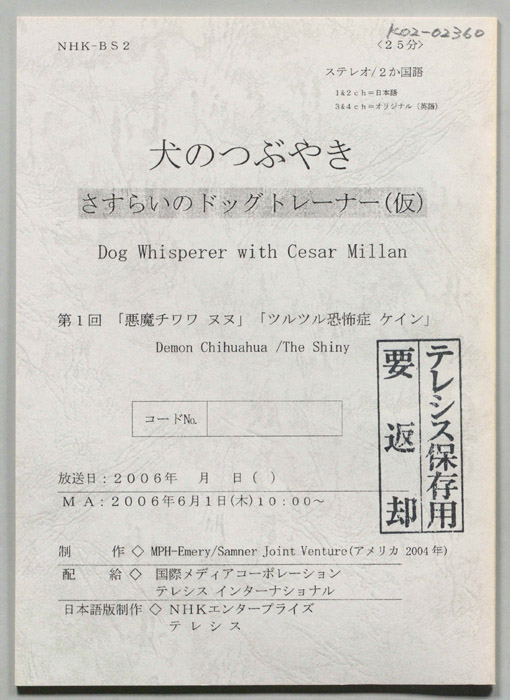 K02-02360
NHK-BS2
〈25分〉
ステレオ/2か国語
1&2ch=日本語
3&4ch=オリジナル（英語）
犬のつぶやき
さすらいのドッグトレーナー(仮)
Dog Whisperer with Cesar Millan
第1回 「悪魔チワワ ヌヌ」「ツルツル恐怖症 ケイン」
Demon Chihuahua /The Shiny
コードNo.
テレシス保存用
要返却
放送日：2006年　月　日（　）
MA：2006年6月1日(木)10：00～
制　作◇ MPH-Emery/Samner Joint Venture(アメリカ 2004年)
配　給◇ 国際メディアコーポレーション
テレシス インターナショナル
日本語版制作◇ NHKエンタープライズ
テレシス